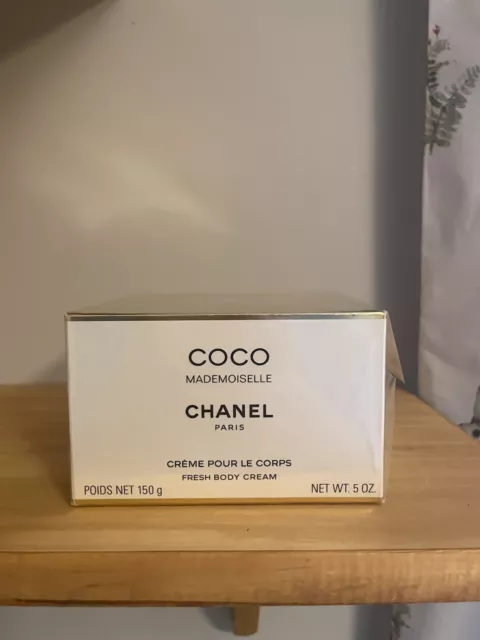 COCO
MADEMOISELLE
CHANEL
PARIS
CRÈME POUR LE CORPS
FRESH BODY CREAM
POIDS NET 150 g NET WT. 5 OZ.